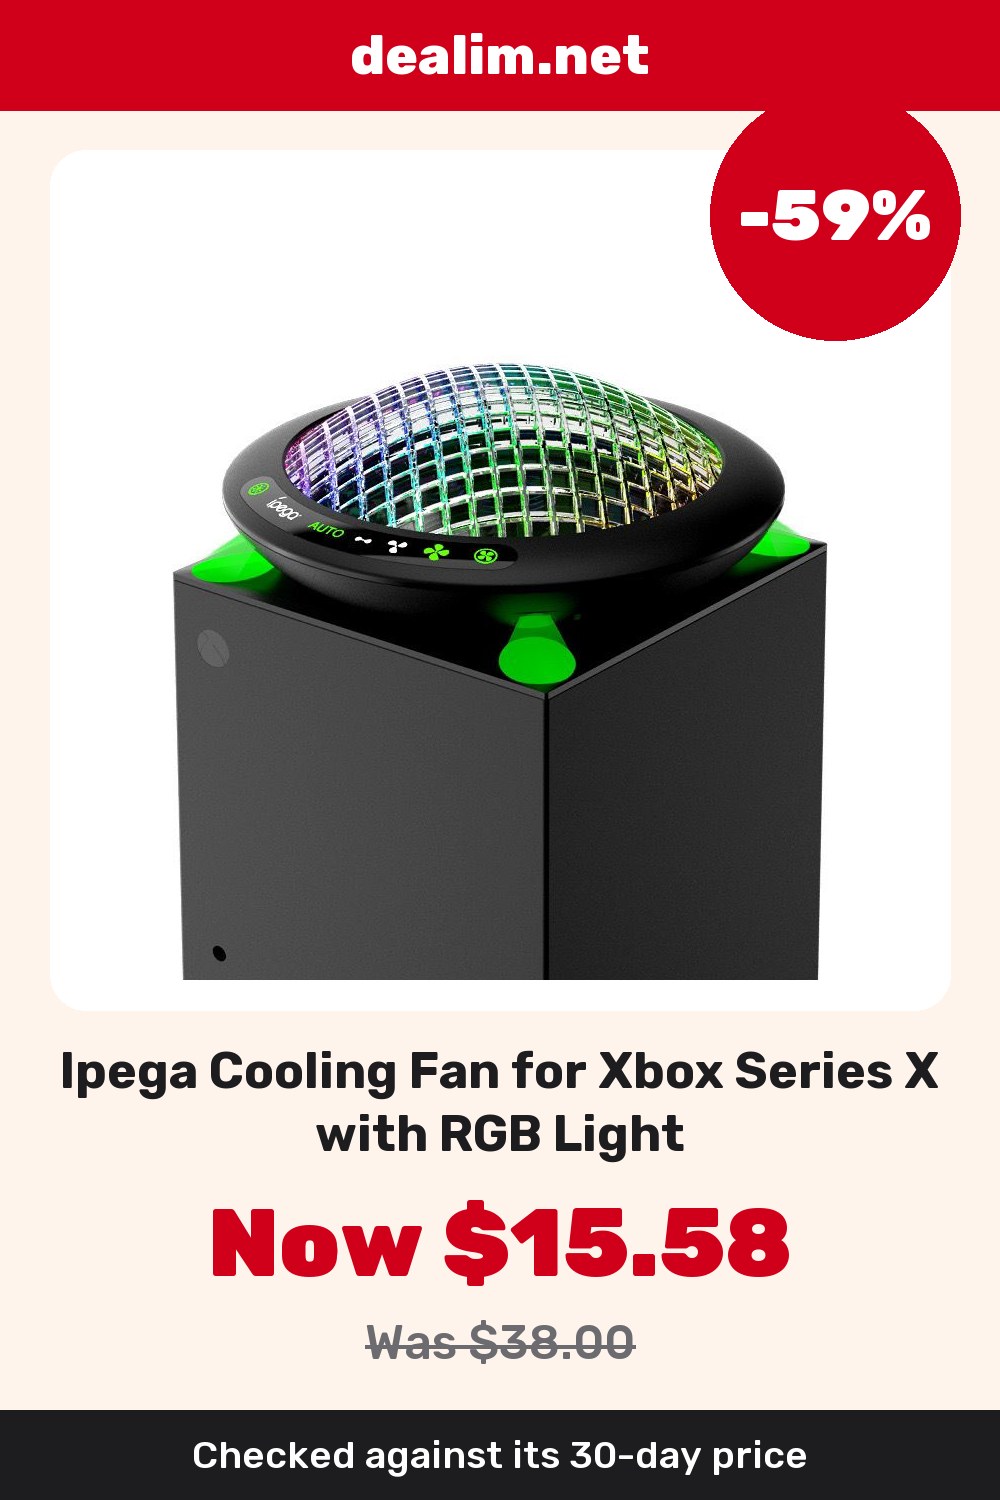 dealim.net
-59%
ipega
AUTO
Ipega Cooling Fan for Xbox Series X
with RGB Light
Now $15.58
Was $38.00
Checked against its 30-day price